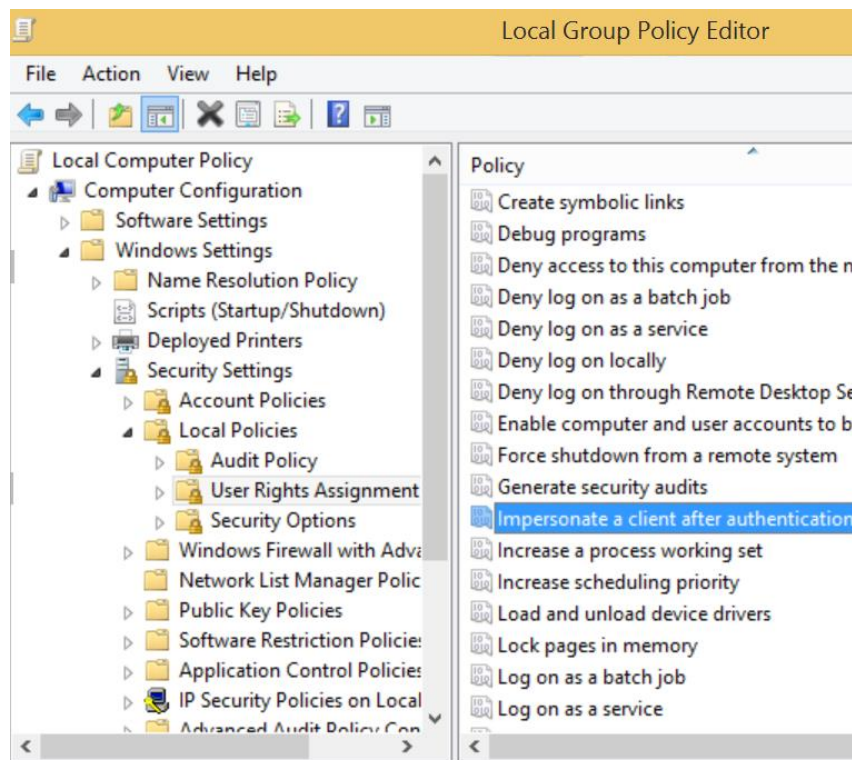 Local Group Policy Editor
File Action View Help
Local Computer Policy
Computer Configuration
Software Settings
Windows Settings
Name Resolution Policy
Scripts (Startup/Shutdown)
Deployed Printers
Security Settings
Account Policies
Local Policies
Audit Policy
User Rights Assignment
Security Options
Windows Firewall with Adva
Network List Manager Polic
Public Key Policies
Software Restriction Policies
Application Control Policies
IP Security Policies on Local
Advanced Audit Policy Con
Policy
Create symbolic links
Debug programs
Deny access to this computer from the n
Deny log on as a batch job
Deny log on as a service
Deny log on locally
Deny log on through Remote Desktop Se
Enable computer and user accounts to b
Force shutdown from a remote system
Generate security audits
Impersonate a client after authentication
Increase a process working set
Increase scheduling priority
Load and unload device drivers
Lock pages in memory
Log on as a batch job
Log on as a service